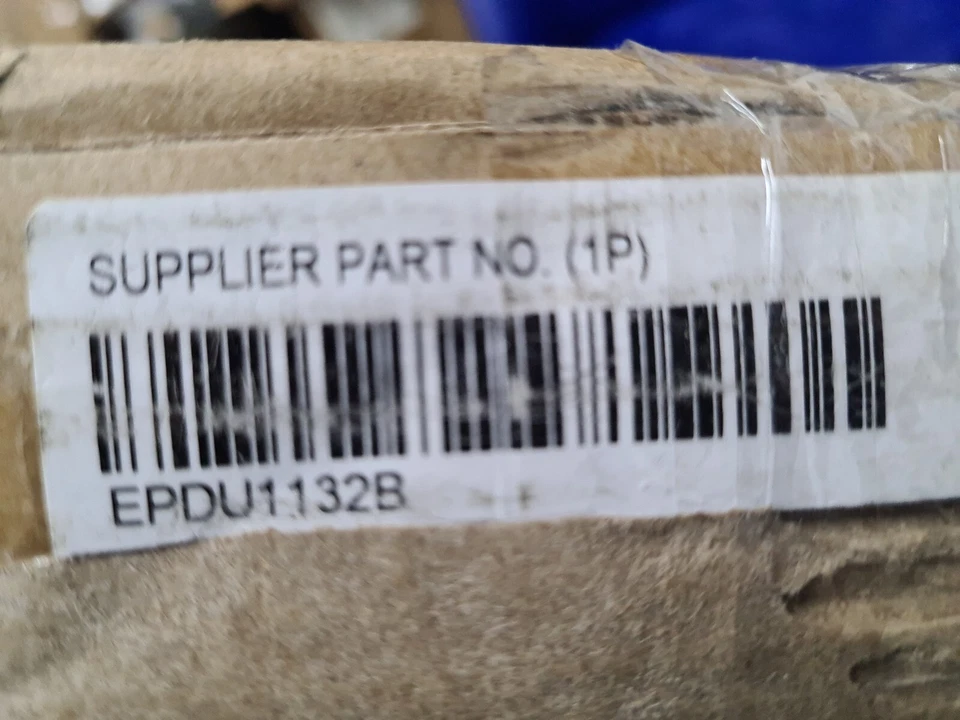 SUPPLIER PART NO. (1P)
EPDU1132B